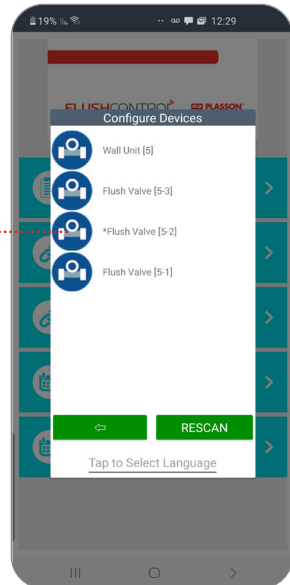 19% 12:29
FLUSHCONTROL PLASSON
Configure Devices
Wall Unit [5]
Flush Valve [5-3]
*Flush Valve [5-2]
Flush Valve [5-1]
RESCAN
Tap to Select Language